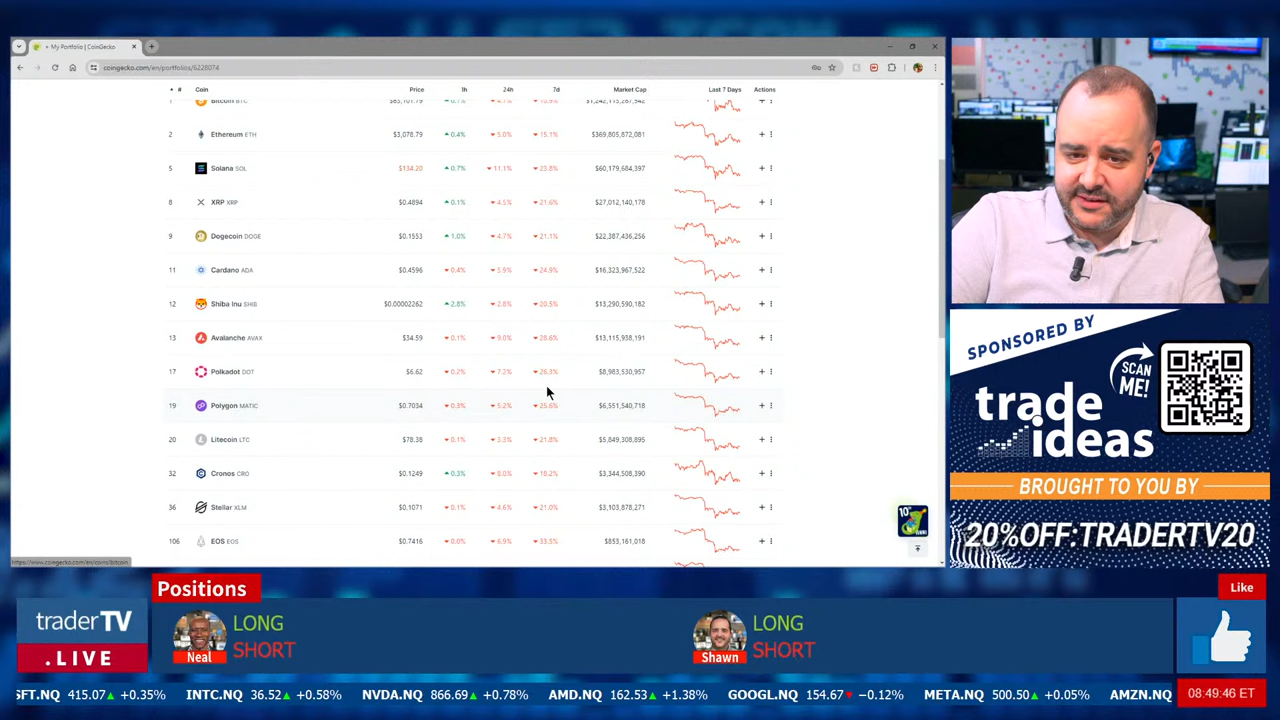 + My Portfolio | CoinGecko
coingecko.com/en/portfolios/6228074
# Coin Price 1h 24h 7d Market Cap Last 7 Days Actions
Bitcoin BTC
2 Ethereum ETH $3,078.79 0.4% 5.0% 15.1% $369,805,872,081
5 Solana SOL $134.20 0.7% 11.1% 23.8% $60,179,684,397
8 XRP XRP $0.4894 0.1% 4.5% 21.6% $27,012,140,178
9 Dogecoin DOGE $0.1553 1.0% 4.7% 21.1% $22,387,436,256
11 Cardano ADA $0.4596 0.4% 5.9% 24.9% $16,323,967,522
12 Shiba Inu SHIB $0.00002262 2.8% 2.8% 20.5% $13,290,590,182
13 Avalanche AVAX $34.59 0.1% 9.0% 28.6% $13,115,938,191
17 Polkadot DOT $6.62 0.2% 7.2% 26.3% $8,983,530,957
19 Polygon MATIC $0.7034 0.3% 5.2% 25.6% $6,551,540,718
20 Litecoin LTC $78.38 0.1% 3.3% 21.8% $5,849,308,895
32 Cronos CRO $0.1249 0.3% 8.0% 18.2% $3,344,508,390
36 Stellar XLM $0.1071 0.1% 4.6% 21.0% $3,103,878,271
106 EOS EOS $0.7416 0.0% 6.9% 33.5% $853,161,018
https://www.coingecko.com/en/coins/bitcoin
SPONSORED BY
SCAN
ME!
trade
ideas
BROUGHT TO YOU BY
20%OFF:TRADERTV20
Positions
Like
traderTV
.LIVE
Neal
LONG
SHORT
Shawn
LONG
SHORT
SFT.NQ 415.07 +0.35% INTC.NQ 36.52 +0.58% NVDA.NQ 866.69 +0.78% AMD.NQ 162.53 +1.38% GOOGL.NQ 154.67 −0.12% META.NQ 500.50 +0.05% AMZN.NQ
08:49:46 ET